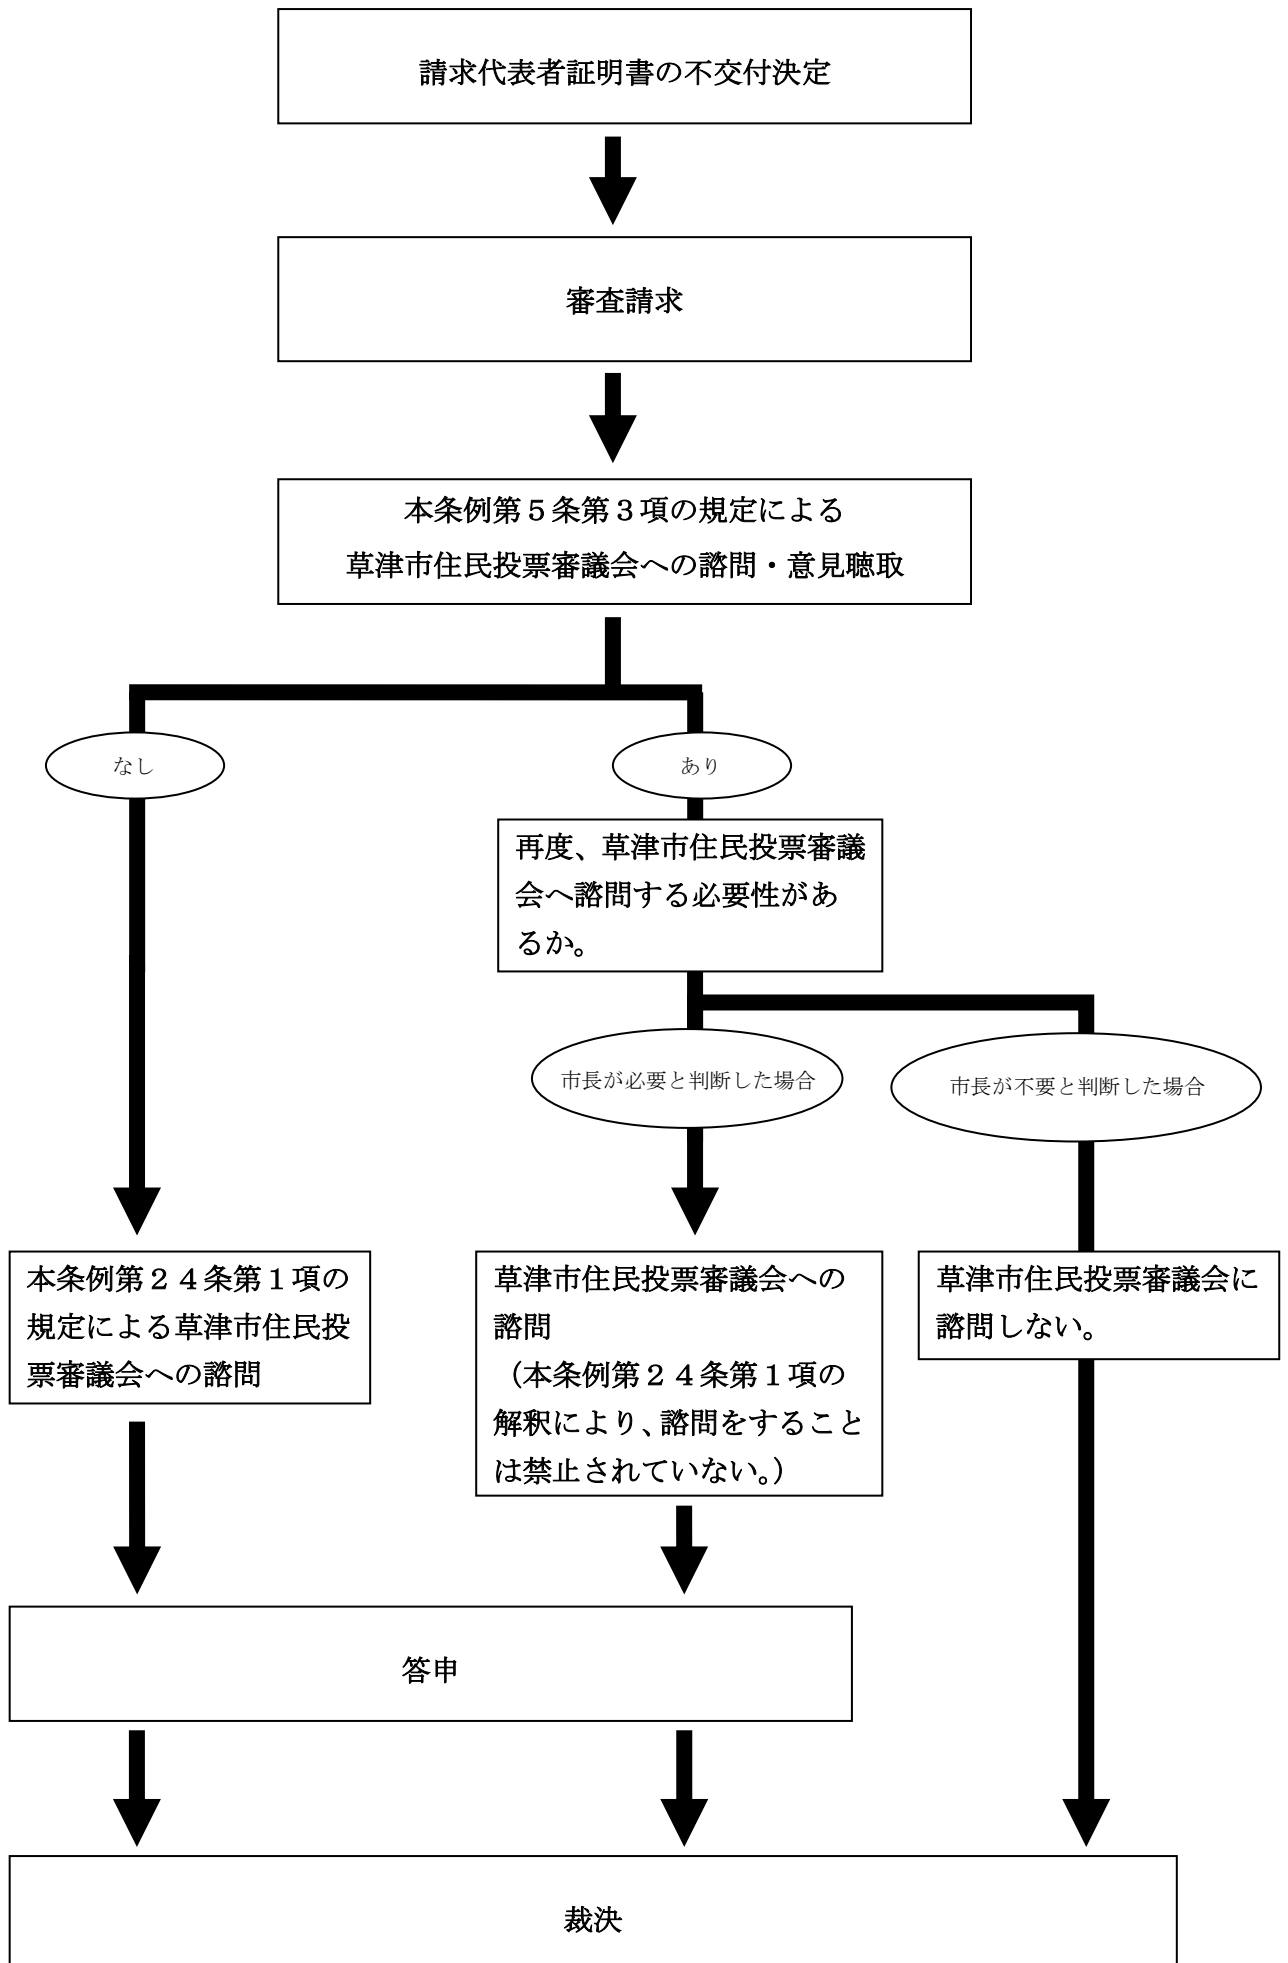 請求代表者証明書の不交付決定
審査請求
本条例第５条第３項の規定による
草津市住民投票審議会への諮問・意見聴取
なし
あり
再度、草津市住民投票審議
会へ諮問する必要性があ
るか。
市長が必要と判断した場合
市長が不要と判断した場合
本条例第２４条第１項の
規定による草津市住民投
票審議会への諮問
草津市住民投票審議会への
諮問
（本条例第２４条第１項の
解釈により、諮問をすること
は禁止されていない。）
草津市住民投票審議会に
諮問しない。
答申
裁決